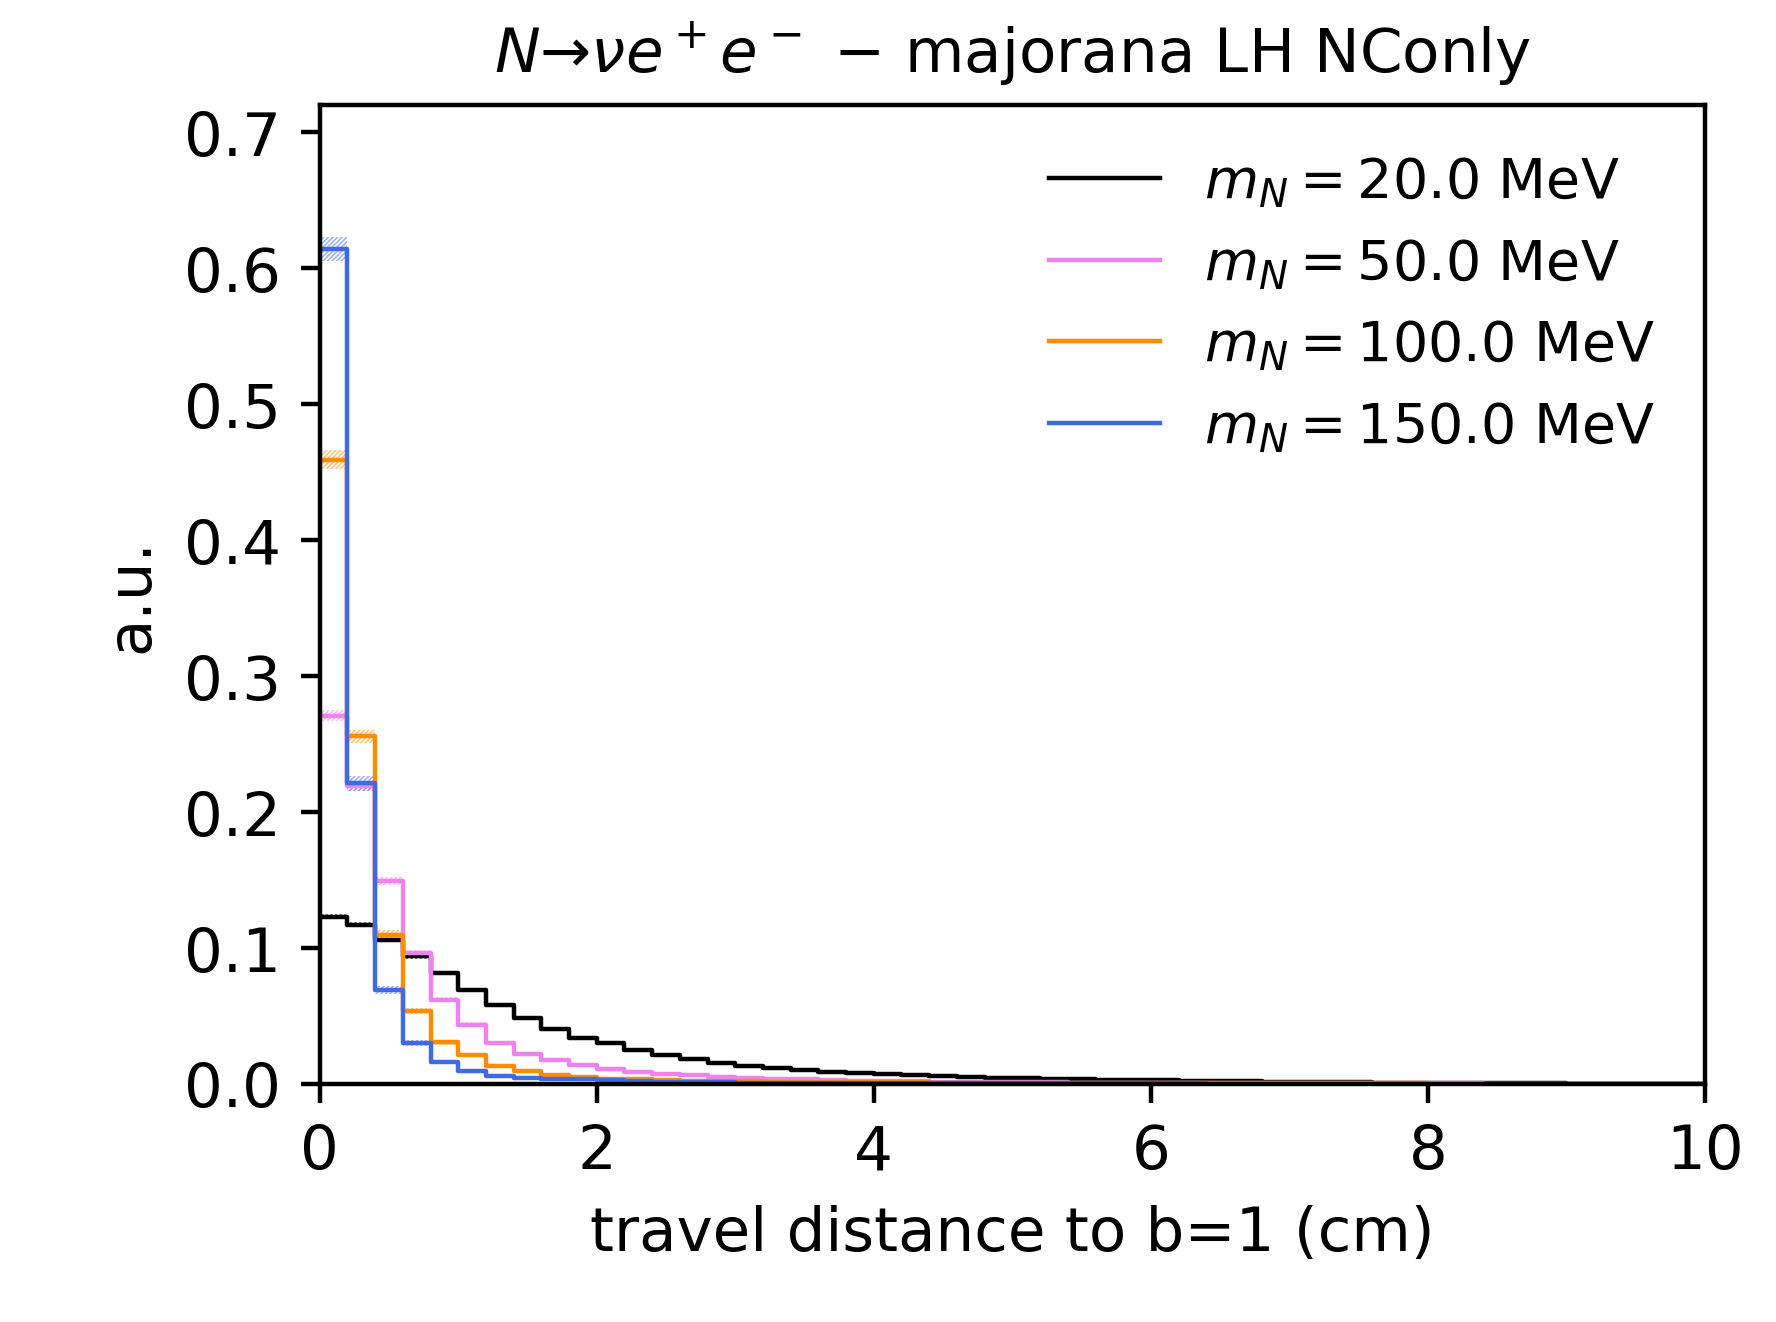 N→νe⁺e⁻ − majorana LH NConly
0.7
0.6
0.5
0.4
0.3
0.2
0.1
0.0
a.u.
m_N = 20.0 MeV
m_N = 50.0 MeV
m_N = 100.0 MeV
m_N = 150.0 MeV
0 2 4 6 8 10
travel distance to b=1 (cm)